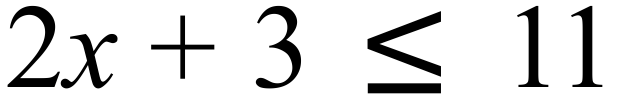 2x + 3 ≤ 11